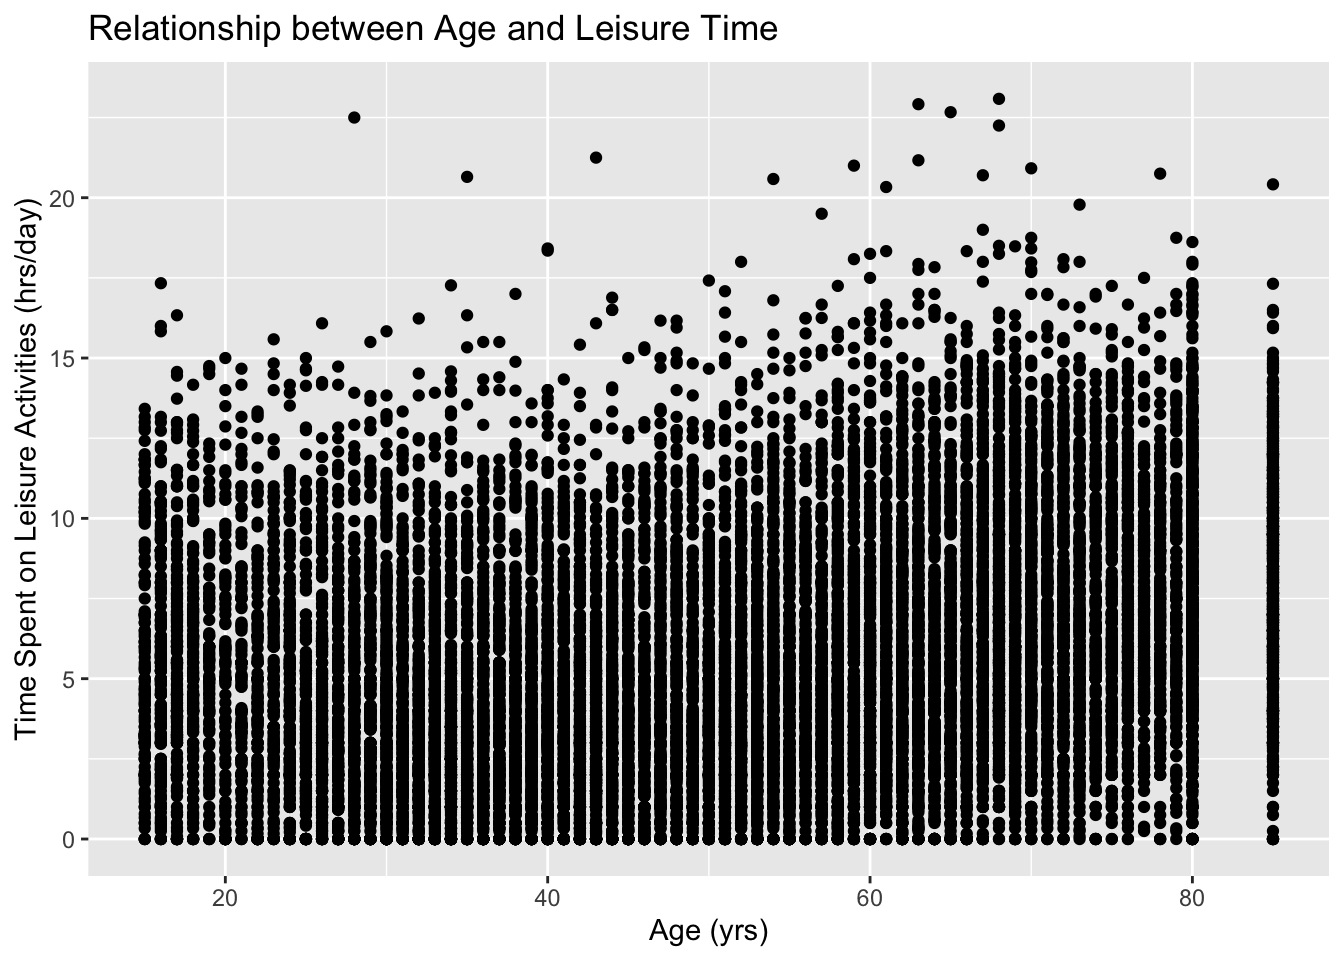 Relationship between Age and Leisure Time
Time Spent on Leisure Activities (hrs/day)
20
15
10
5
0
20 40 60 80
Age (yrs)